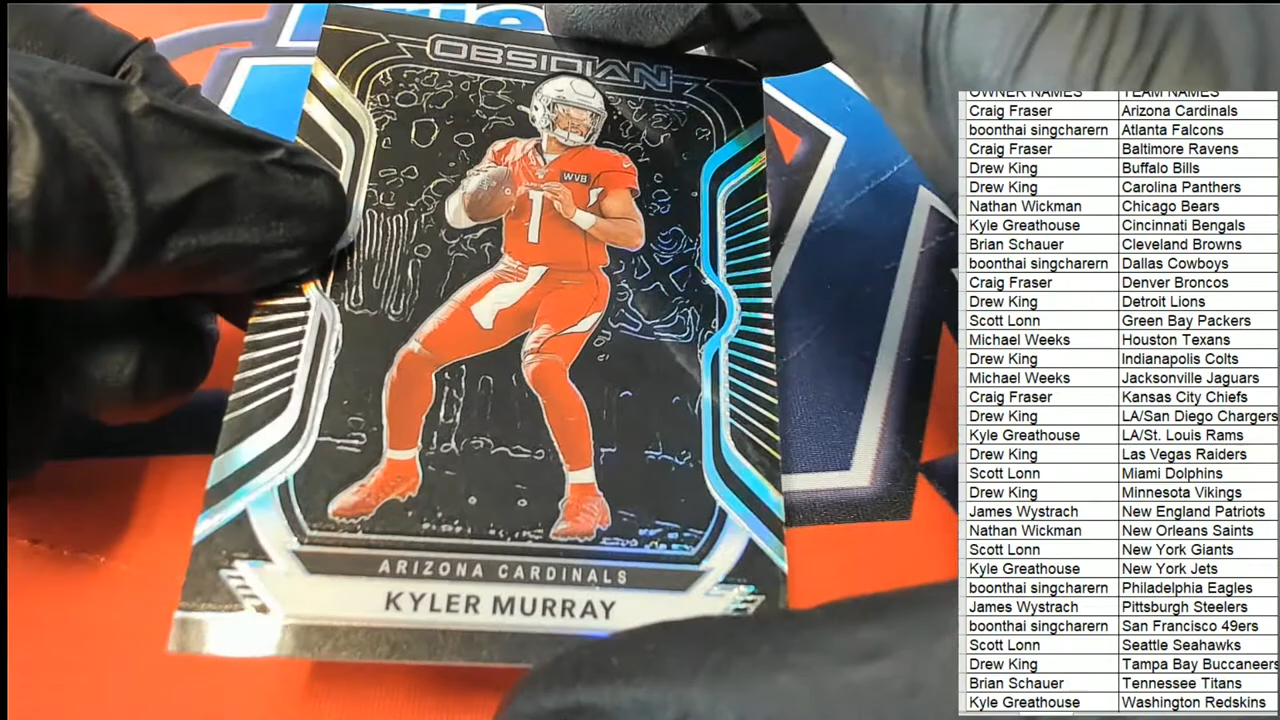 OBSIDIAN
WVB
1
ARIZONA CARDINALS
KYLER MURRAY
OWNER NAMES TEAM NAMES
Craig Fraser Arizona Cardinals
boonthai singcharern Atlanta Falcons
Craig Fraser Baltimore Ravens
Drew King Buffalo Bills
Drew King Carolina Panthers
Nathan Wickman Chicago Bears
Kyle Greathouse Cincinnati Bengals
Brian Schauer Cleveland Browns
boonthai singcharern Dallas Cowboys
Craig Fraser Denver Broncos
Drew King Detroit Lions
Scott Lonn Green Bay Packers
Michael Weeks Houston Texans
Drew King Indianapolis Colts
Michael Weeks Jacksonville Jaguars
Craig Fraser Kansas City Chiefs
Drew King LA/San Diego Chargers
Kyle Greathouse LA/St. Louis Rams
Drew King Las Vegas Raiders
Scott Lonn Miami Dolphins
Drew King Minnesota Vikings
James Wystrach New England Patriots
Nathan Wickman New Orleans Saints
Scott Lonn New York Giants
Kyle Greathouse New York Jets
boonthai singcharern Philadelphia Eagles
James Wystrach Pittsburgh Steelers
boonthai singcharern San Francisco 49ers
Scott Lonn Seattle Seahawks
Drew King Tampa Bay Buccaneers
Brian Schauer Tennessee Titans
Kyle Greathouse Washington Redskins